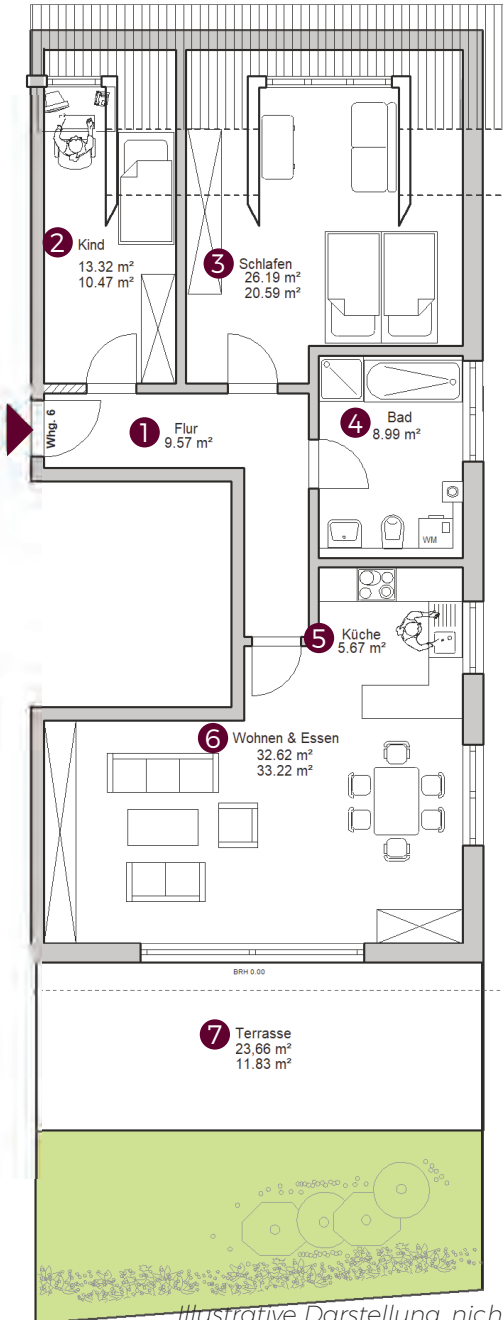 2 Kind
13.32 m²
10.47 m²
3 Schlafen
26.19 m²
20.59 m²
Whg. 6
1 Flur
9.57 m²
4 Bad
8.99 m²
WM
5 Küche
5.67 m²
6 Wohnen & Essen
32.62 m²
33.22 m²
BRH 0.00
7 Terrasse
23,66 m²
11.83 m²
Illustrative Darstellung, nich